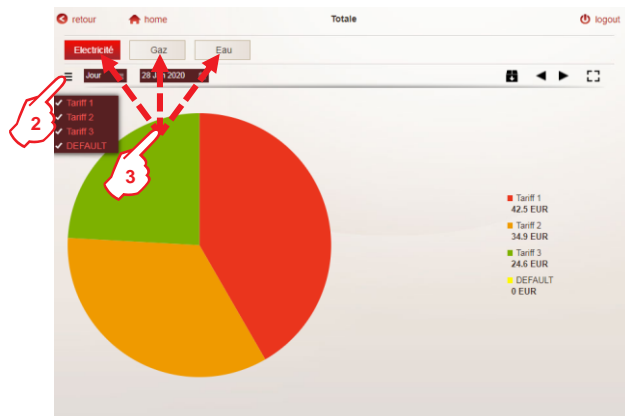 retour home Totale logout
Electricité Gaz Eau
Jour 28 Jan 2020
Tariff 1
Tariff 2
Tariff 3
DEFAULT
2
3
Tariff 1
42.5 EUR
Tariff 2
34.9 EUR
Tariff 3
24.6 EUR
DEFAULT
0 EUR